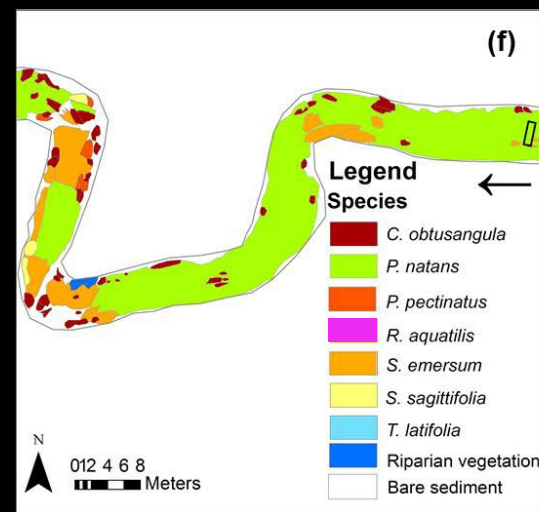 (f)
Legend
Species
C. obtusangula
P. natans
P. pectinatus
R. aquatilis
S. emersum
S. sagittifolia
T. latifolia
Riparian vegetation
Bare sediment
N
012 4 6 8
Meters